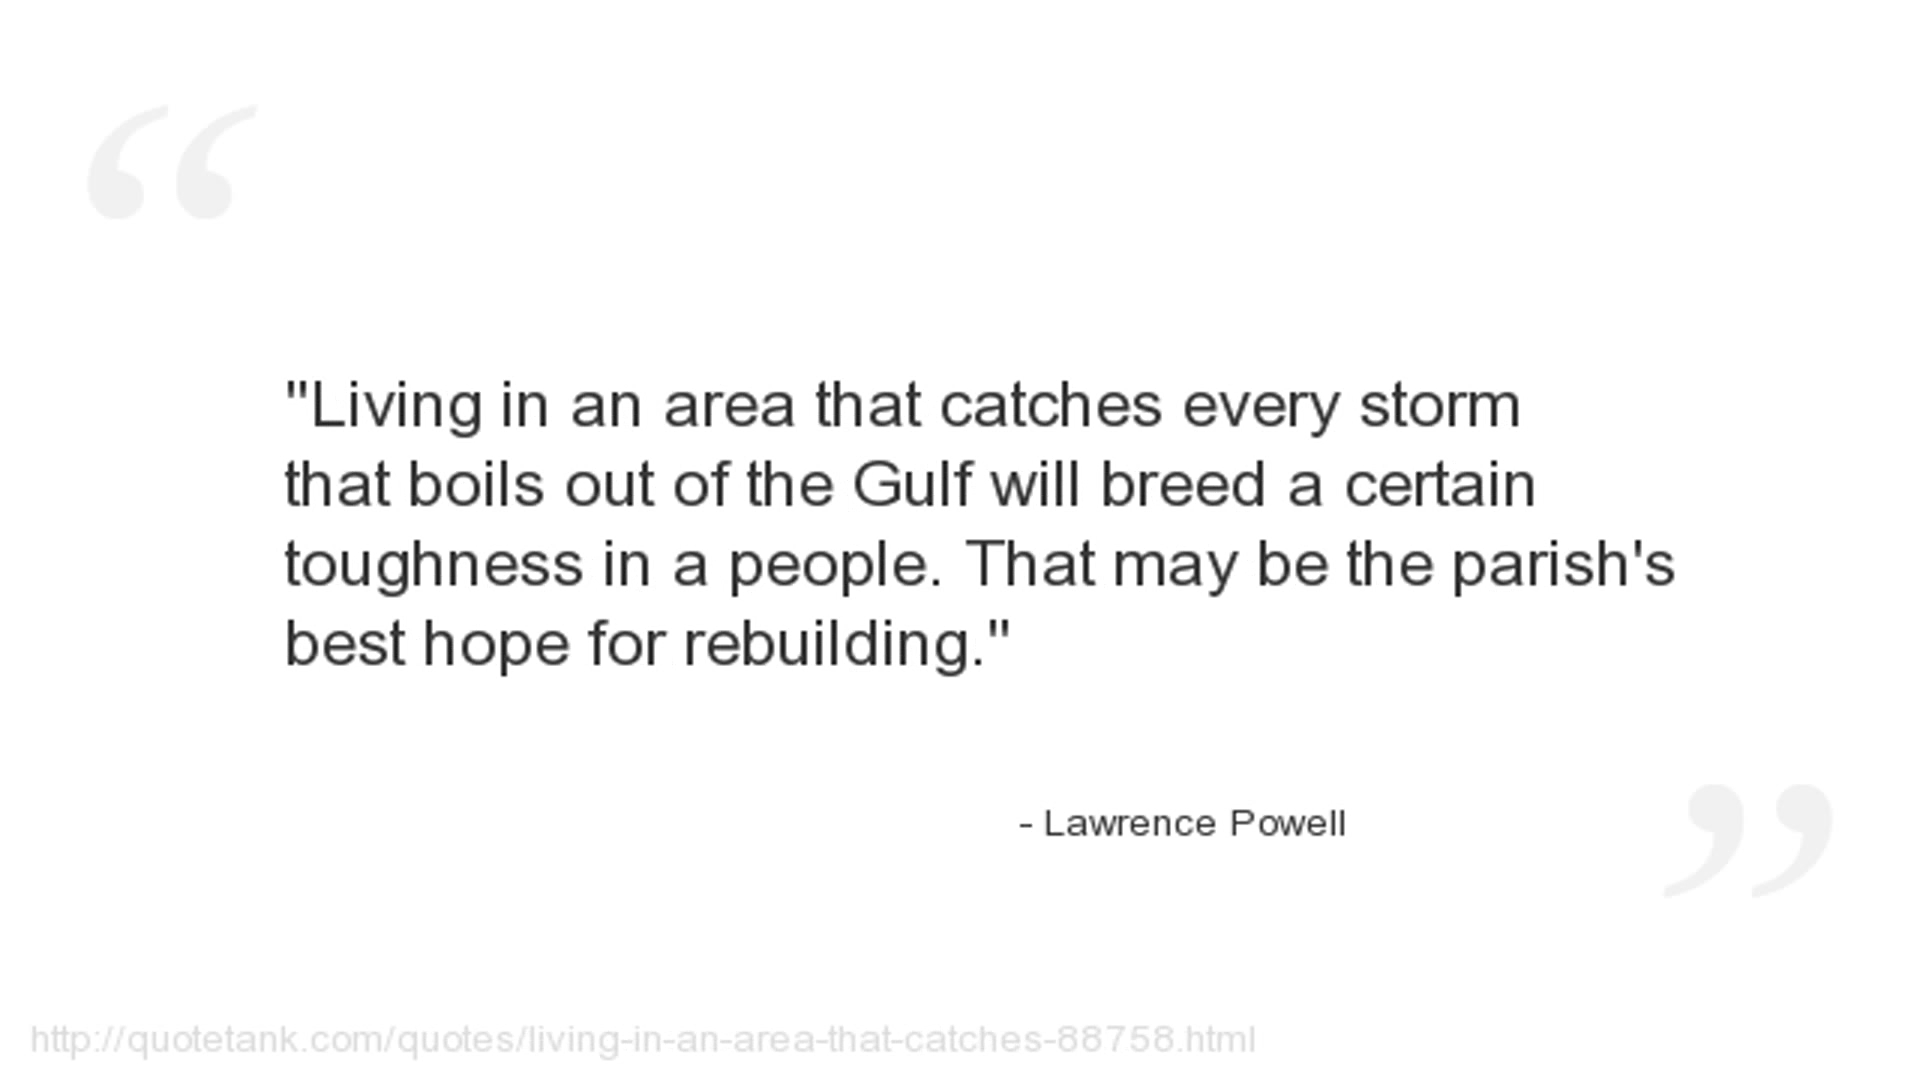 "Living in an area that catches every storm
that boils out of the Gulf will breed a certain
toughness in a people. That may be the parish's
best hope for rebuilding."
- Lawrence Powell
http://quotetank.com/quotes/living-in-an-area-that-catches-88758.html